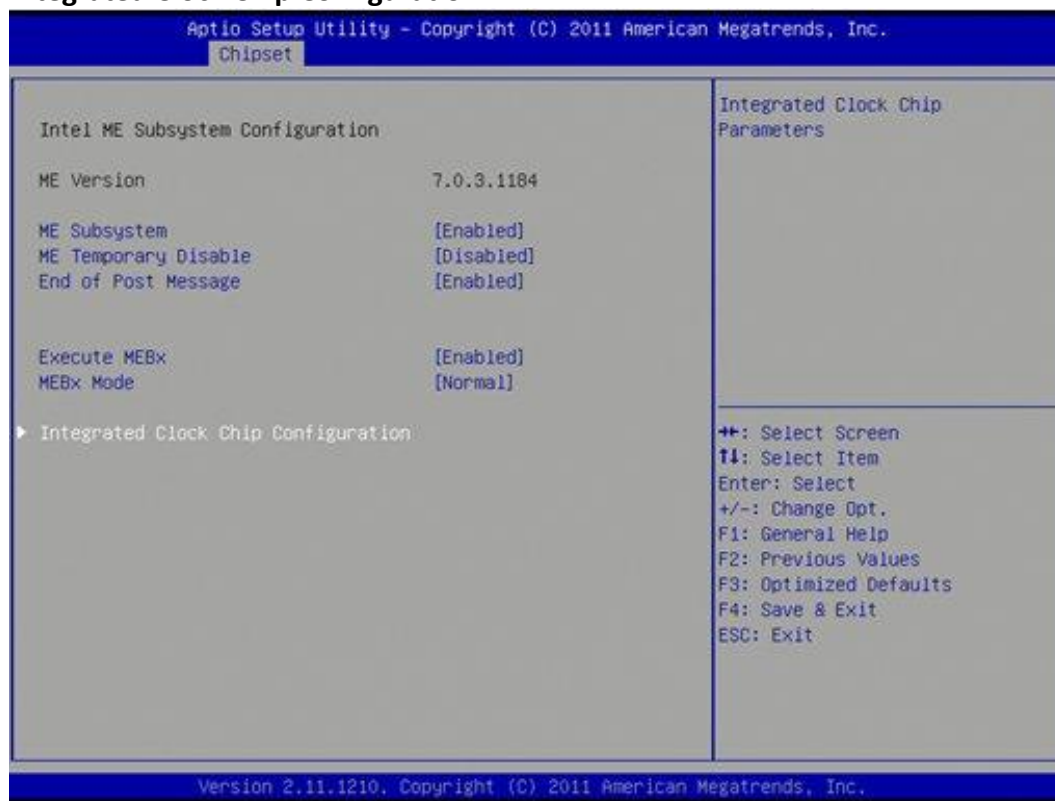 Integrated Clock Chip Configuration
Aptio Setup Utility – Copyright (C) 2011 American Megatrends, Inc.
Chipset
Intel ME Subsystem Configuration
ME Version 7.0.3.1184
ME Subsystem [Enabled]
ME Temporary Disable [Disabled]
End of Post Message [Enabled]
Execute MEBx [Enabled]
MEBx Mode [Normal]
Integrated Clock Chip Configuration
Integrated Clock Chip
Parameters
→←: Select Screen
↑↓: Select Item
Enter: Select
+/-: Change Opt.
F1: General Help
F2: Previous Values
F3: Optimized Defaults
F4: Save & Exit
ESC: Exit
Version 2.11.1210. Copyright (C) 2011 American Megatrends, Inc.